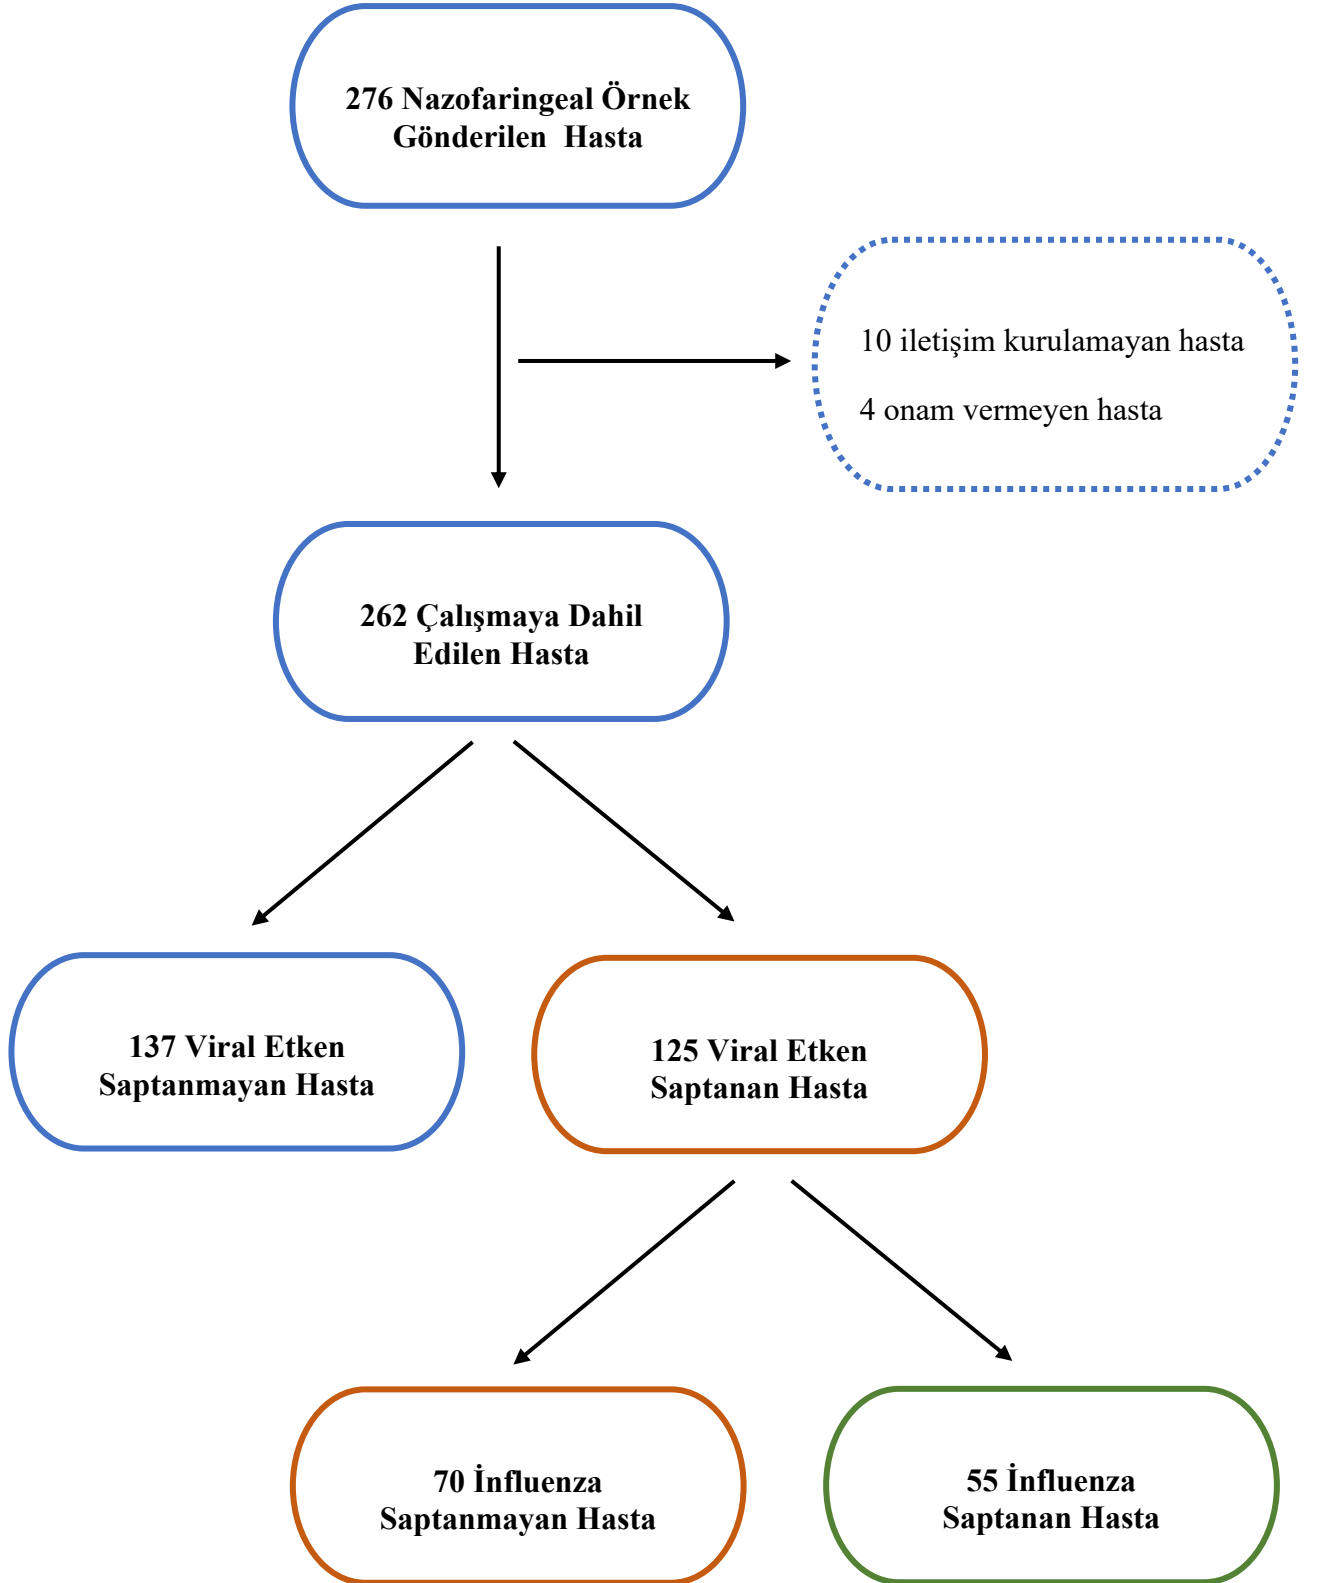 276 Nazofaringeal Örnek
Gönderilen  Hasta
10 iletişim kurulamayan hasta
4 onam vermeyen hasta
262 Çalışmaya Dahil
Edilen Hasta
137 Viral Etken
Saptanmayan Hasta
125 Viral Etken
Saptanan Hasta
70 İnfluenza
Saptanmayan Hasta
55 İnfluenza
Saptanan Hasta